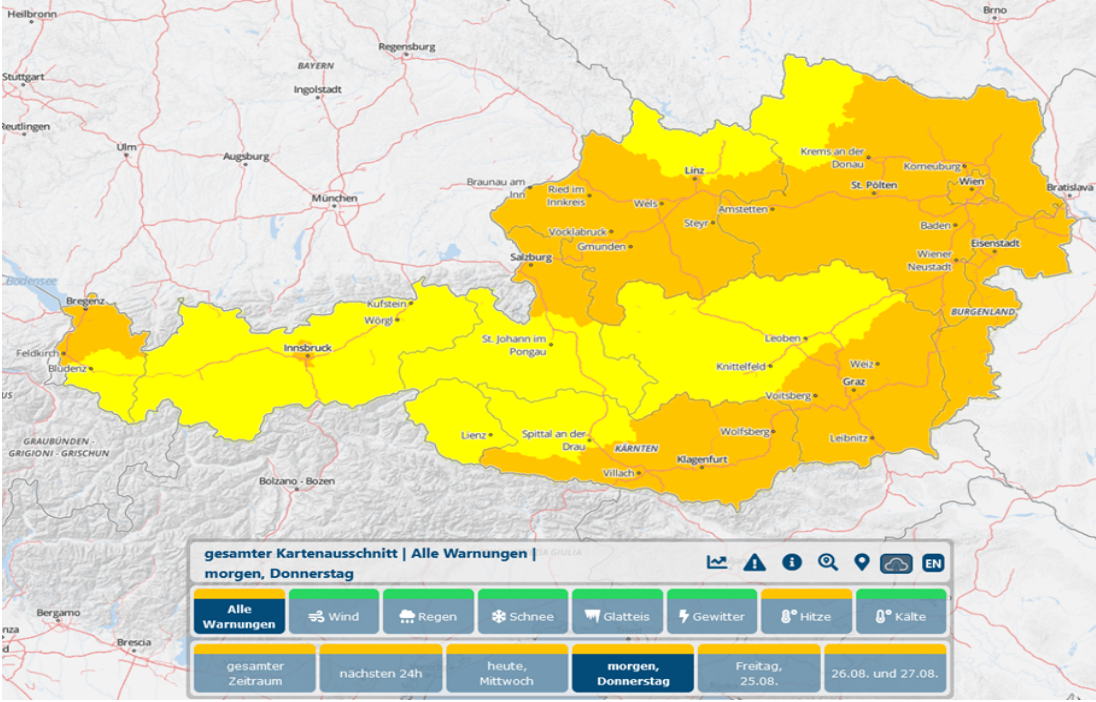 Heilbronn
Brno
Regensburg
BAYERN
Stuttgart
Ingolstadt
Reutlingen
Ulm
Augsburg
Krems an der
Donau
Korneuburg
Linz
St. Pölten
Wien
Braunau am
Inn
Ried im
Innkreis
Bratislava
München
Wels
Amstetten
Steyr
Baden
Vöcklabruck
Gmunden
Eisenstadt
Salzburg
Wiener
Neustadt
Bodensee
Bregenz
Kufstein
Wörgl
BURGENLAND
St. Johann im
Pongau
Leoben
Feldkirch
Innsbruck
Bludenz
Knittelfeld
Weiz
Graz
Voitsberg
Lienz
Spittal an der
Drau
Wolfsberg
Leibnitz
GRAUBÜNDEN -
GRIGIONI - GRISCHUN
KÄRNTEN
Klagenfurt
Villach
Bolzano - Bozen
gesamter Kartenausschnitt | Alle Warnungen |
morgen, Donnerstag
GIULIA
EN
Alle
Warnungen
Wind
Regen
Schnee
Glatteis
Gewitter
Hitze
Kälte
Bergamo
Brescia
gesamter
Zeitraum
nächsten 24h
heute,
Mittwoch
morgen,
Donnerstag
Freitag,
25.08.
26.08. und 27.08.